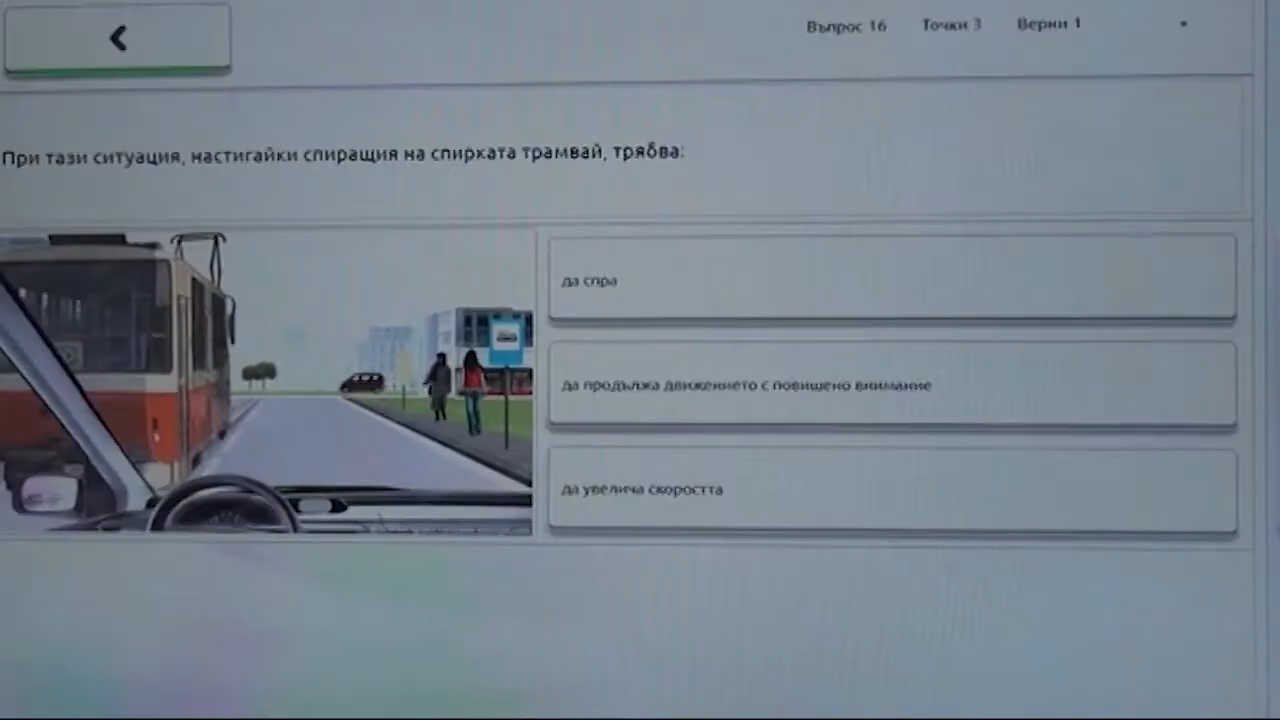 Въпрос 16 Точки 3 Верни 1
При тази ситуация, настигайки спиращия на спирката трамвай, трябва:
да спра
да продължа движението с повишено внимание
да увелича скоростта